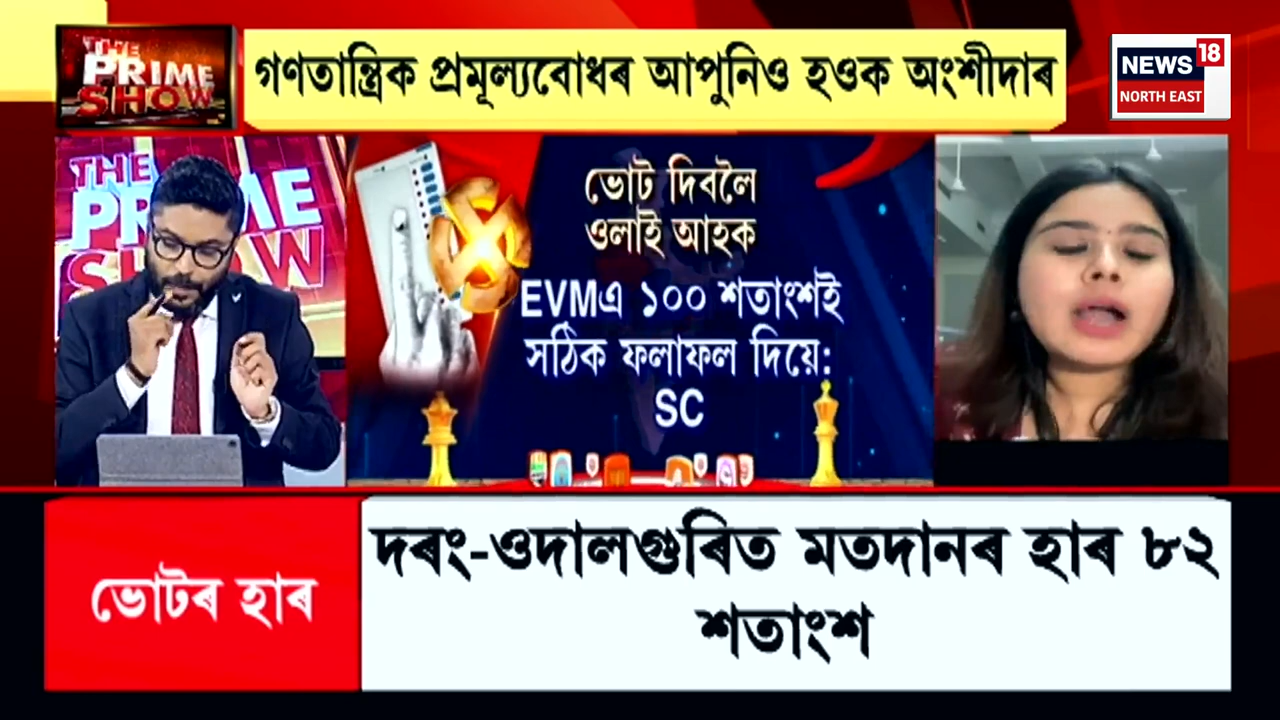 THE
PRIME
SHOW
গণতান্ত্ৰিক প্ৰমূল্যবোধৰ আপুনিও হওক অংশীদাৰ
NEWS 18
NORTH EAST
THE
PRIME
SHOW
ভোট দিবলৈ
ওলাই আহক
EVMএ ১০০ শতাংশই
সঠিক ফলাফল দিয়ে:
SC
ভোটৰ হাৰ
দৰং-ওদালগুৰিত মতদানৰ হাৰ ৮২
শতাংশ